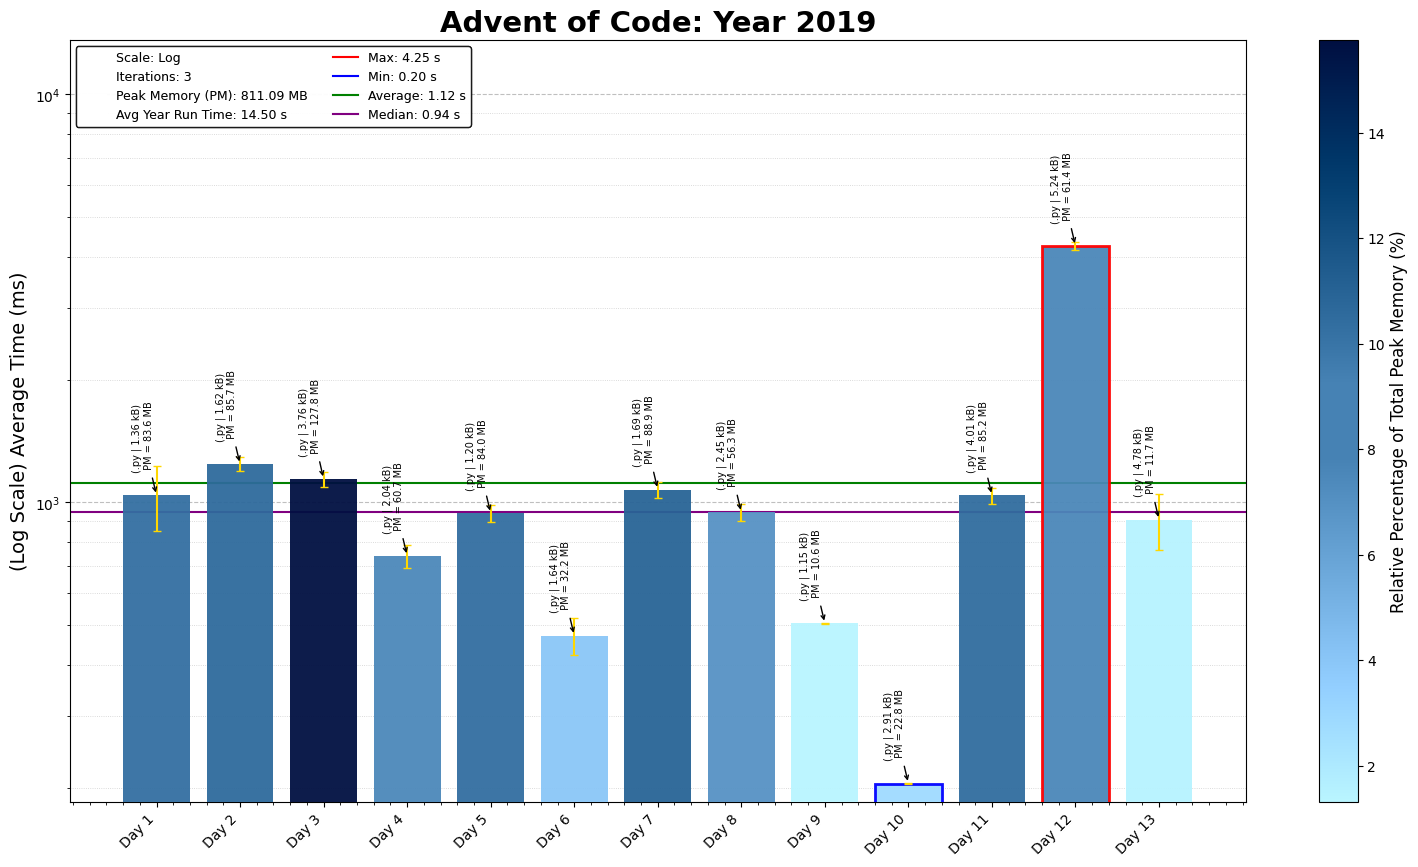 Advent of Code: Year 2019
Scale: Log
Iterations: 3
Peak Memory (PM): 811.09 MB
Avg Year Run Time: 14.50 s
Max: 4.25 s
Min: 0.20 s
Average: 1.12 s
Median: 0.94 s
(Log Scale) Average Time (ms)
10⁴
10³
(.py | 1.36 kB)
PM = 83.6 MB
(.py | 1.62 kB)
PM = 85.7 MB
(.py | 3.76 kB)
PM = 127.8 MB
(.py | 2.04 kB)
PM = 60.7 MB
(.py | 1.20 kB)
PM = 84.0 MB
(.py | 1.64 kB)
PM = 32.2 MB
(.py | 1.69 kB)
PM = 88.9 MB
(.py | 2.45 kB)
PM = 56.3 MB
(.py | 1.15 kB)
PM = 10.6 MB
(.py | 2.91 kB)
PM = 22.8 MB
(.py | 4.01 kB)
PM = 85.2 MB
(.py | 5.24 kB)
PM = 61.4 MB
(.py | 4.78 kB)
PM = 11.7 MB
Day 1
Day 2
Day 3
Day 4
Day 5
Day 6
Day 7
Day 8
Day 9
Day 10
Day 11
Day 12
Day 13
14
12
10
8
6
4
2
Relative Percentage of Total Peak Memory (%)